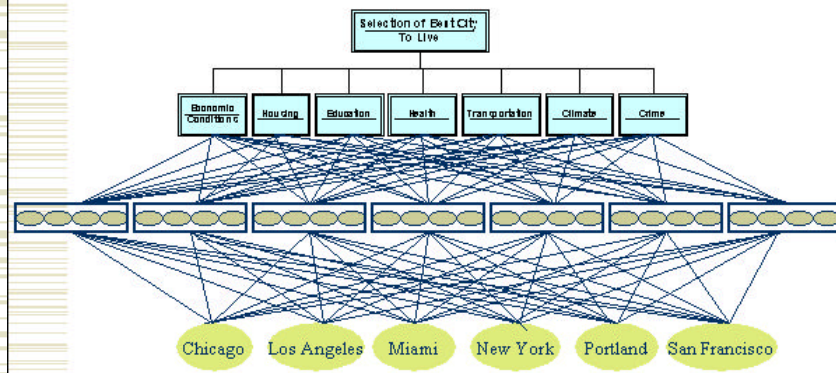 Selection of Best City
To Live
Economic
Conditions
Housing
Education
Health
Transportation
Climate
Crime
Chicago
Los Angeles
Miami
New York
Portland
San Francisco